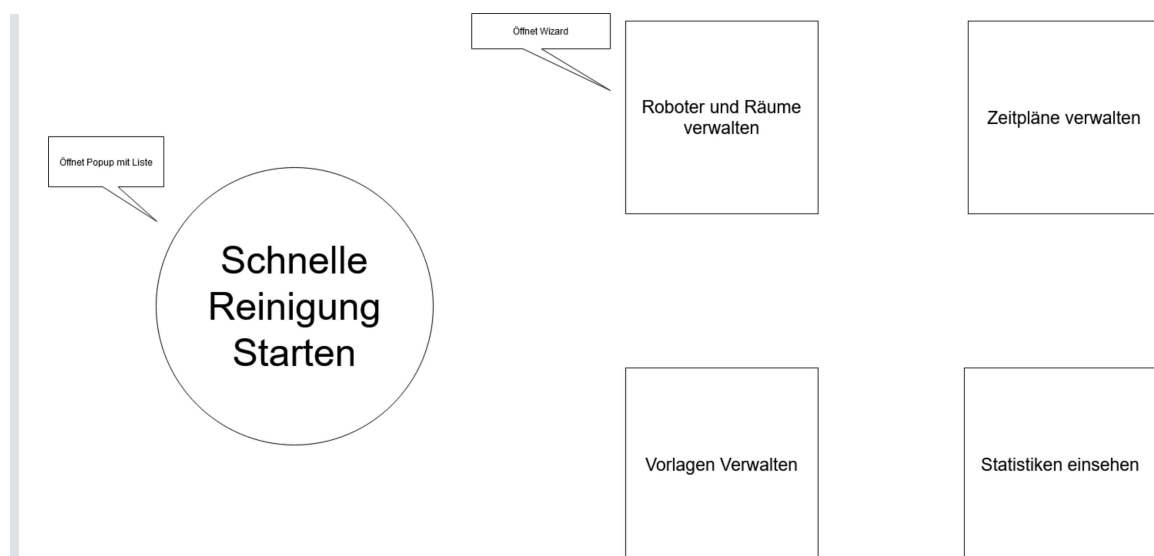 Öffnet Wizard
Roboter und Räume
verwalten
Zeitpläne verwalten
Öffnet Popup mit Liste
Schnelle
Reinigung
Starten
Vorlagen Verwalten
Statistiken einsehen